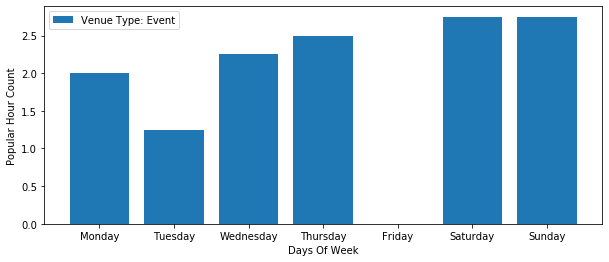 Venue Type: Event
Popular Hour Count
2.5
2.0
1.5
1.0
0.5
0.0
Monday Tuesday Wednesday Thursday Friday Saturday Sunday
Days Of Week